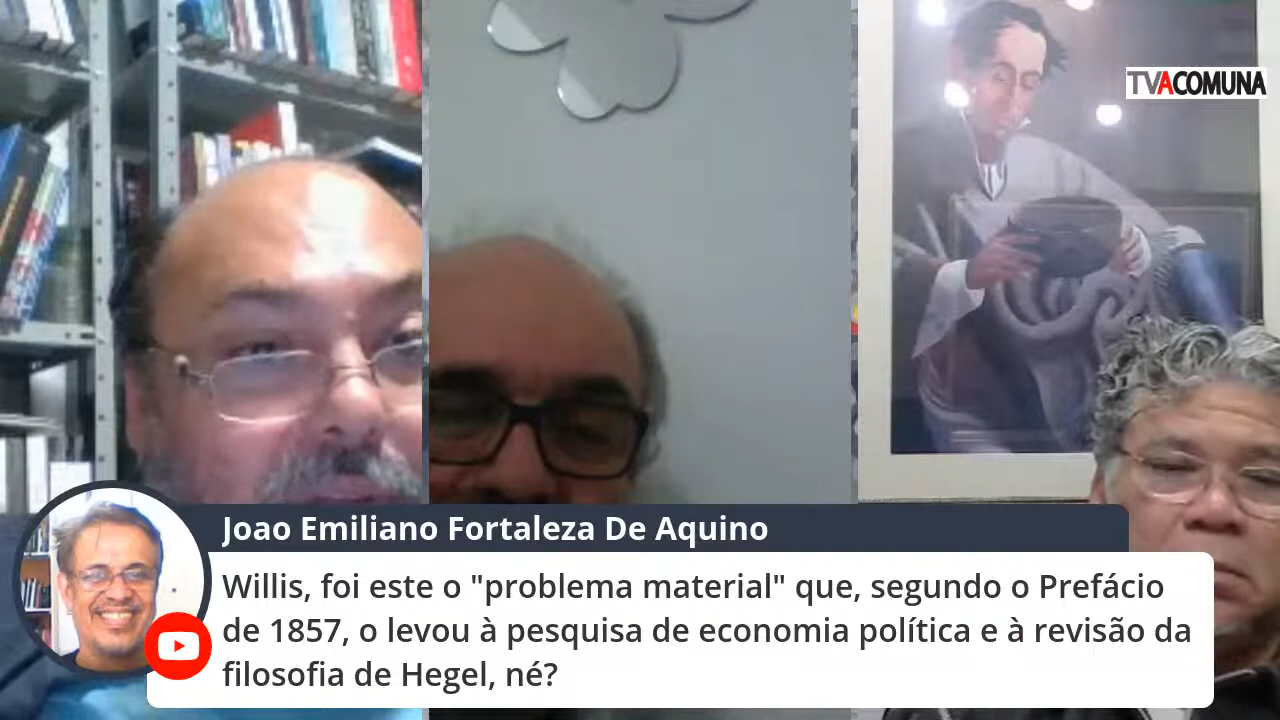 TVACOMUNA
Joao Emiliano Fortaleza De Aquino
Willis, foi este o "problema material" que, segundo o Prefácio
de 1857, o levou à pesquisa de economia política e à revisão da
filosofia de Hegel, né?